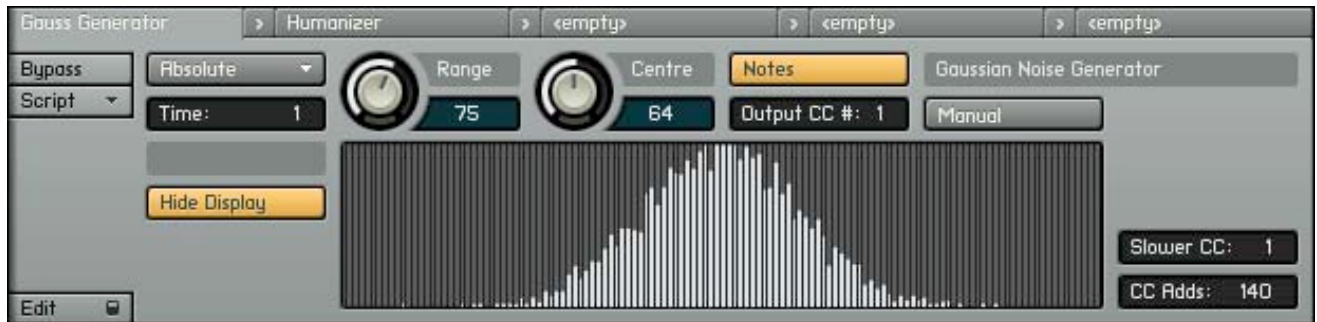 Gauss Generator > Humanizer > <empty> > <empty> > <empty>
Bypass Absolute Range Centre Notes Gaussian Noise Generator
Script Time: 1 75 64 Output CC #: 1 Manual
Hide Display
Slower CC: 1
CC Adds: 140
Edit